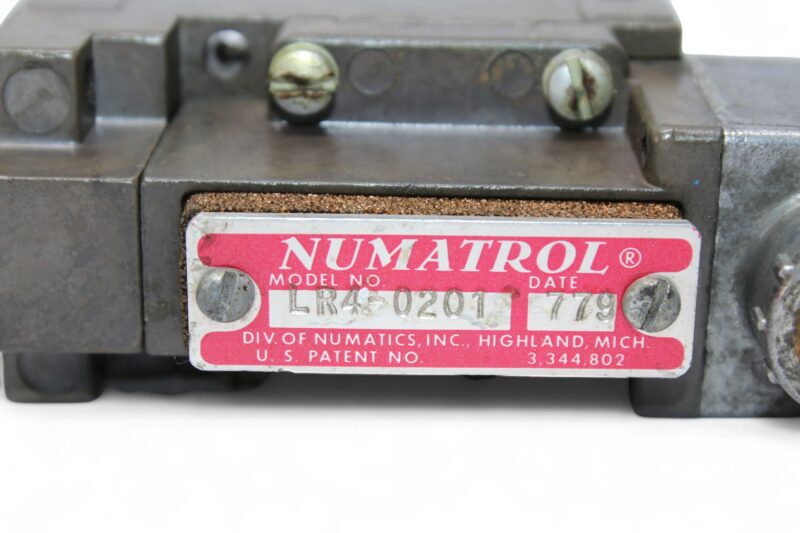 NUMATROL®
MODEL NO. DATE
LR4-0201 779
DIV. OF NUMATICS, INC., HIGHLAND, MICH.
U. S. PATENT NO. 3,344,802